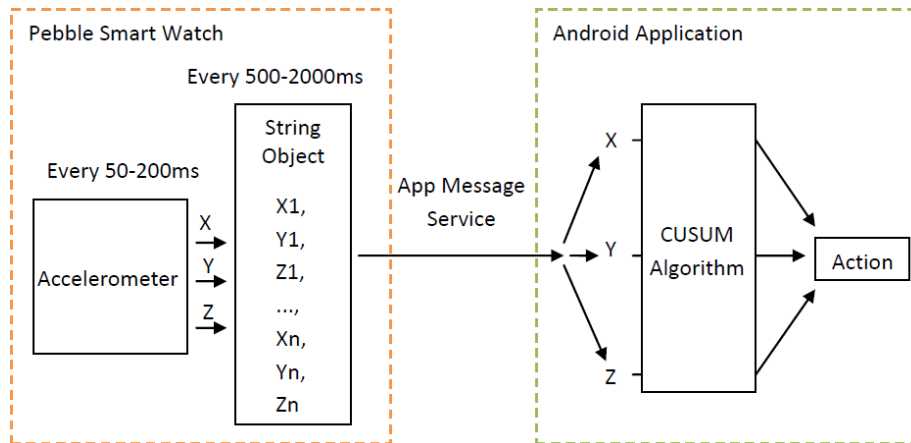 Pebble Smart Watch
Every 500-2000ms
String
Object
X1,
Y1,
Z1,
...,
Xn,
Yn,
Zn
Every 50-200ms
Accelerometer
X
Y
Z
App Message
Service
Android Application
X
Y
Z
CUSUM
Algorithm
Action